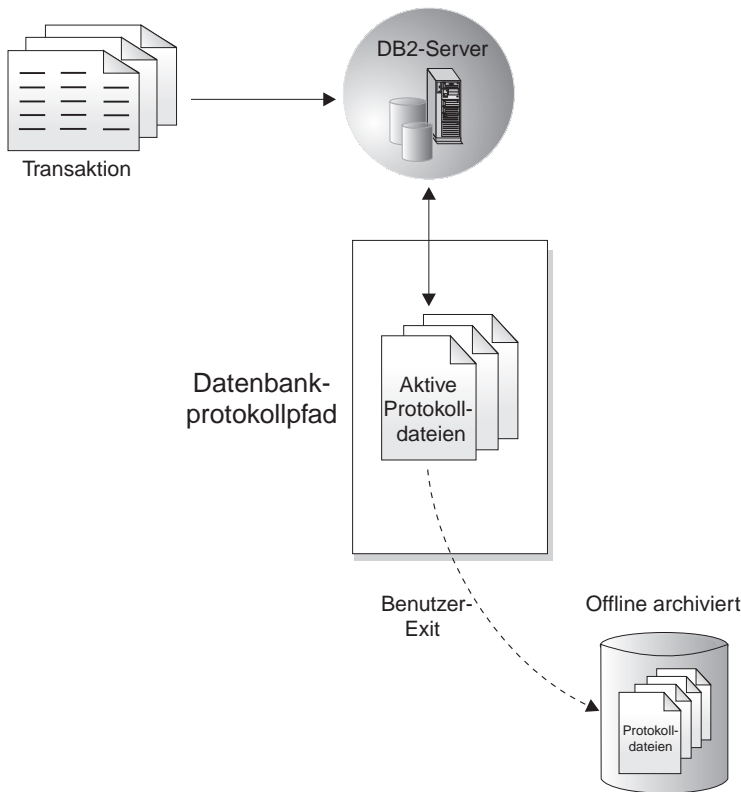 DB2-Server
Transaktion
Datenbank-
protokollpfad
Aktive
Protokoll-
dateien
Benutzer-
Exit
Offline archiviert
Protokoll-
dateien